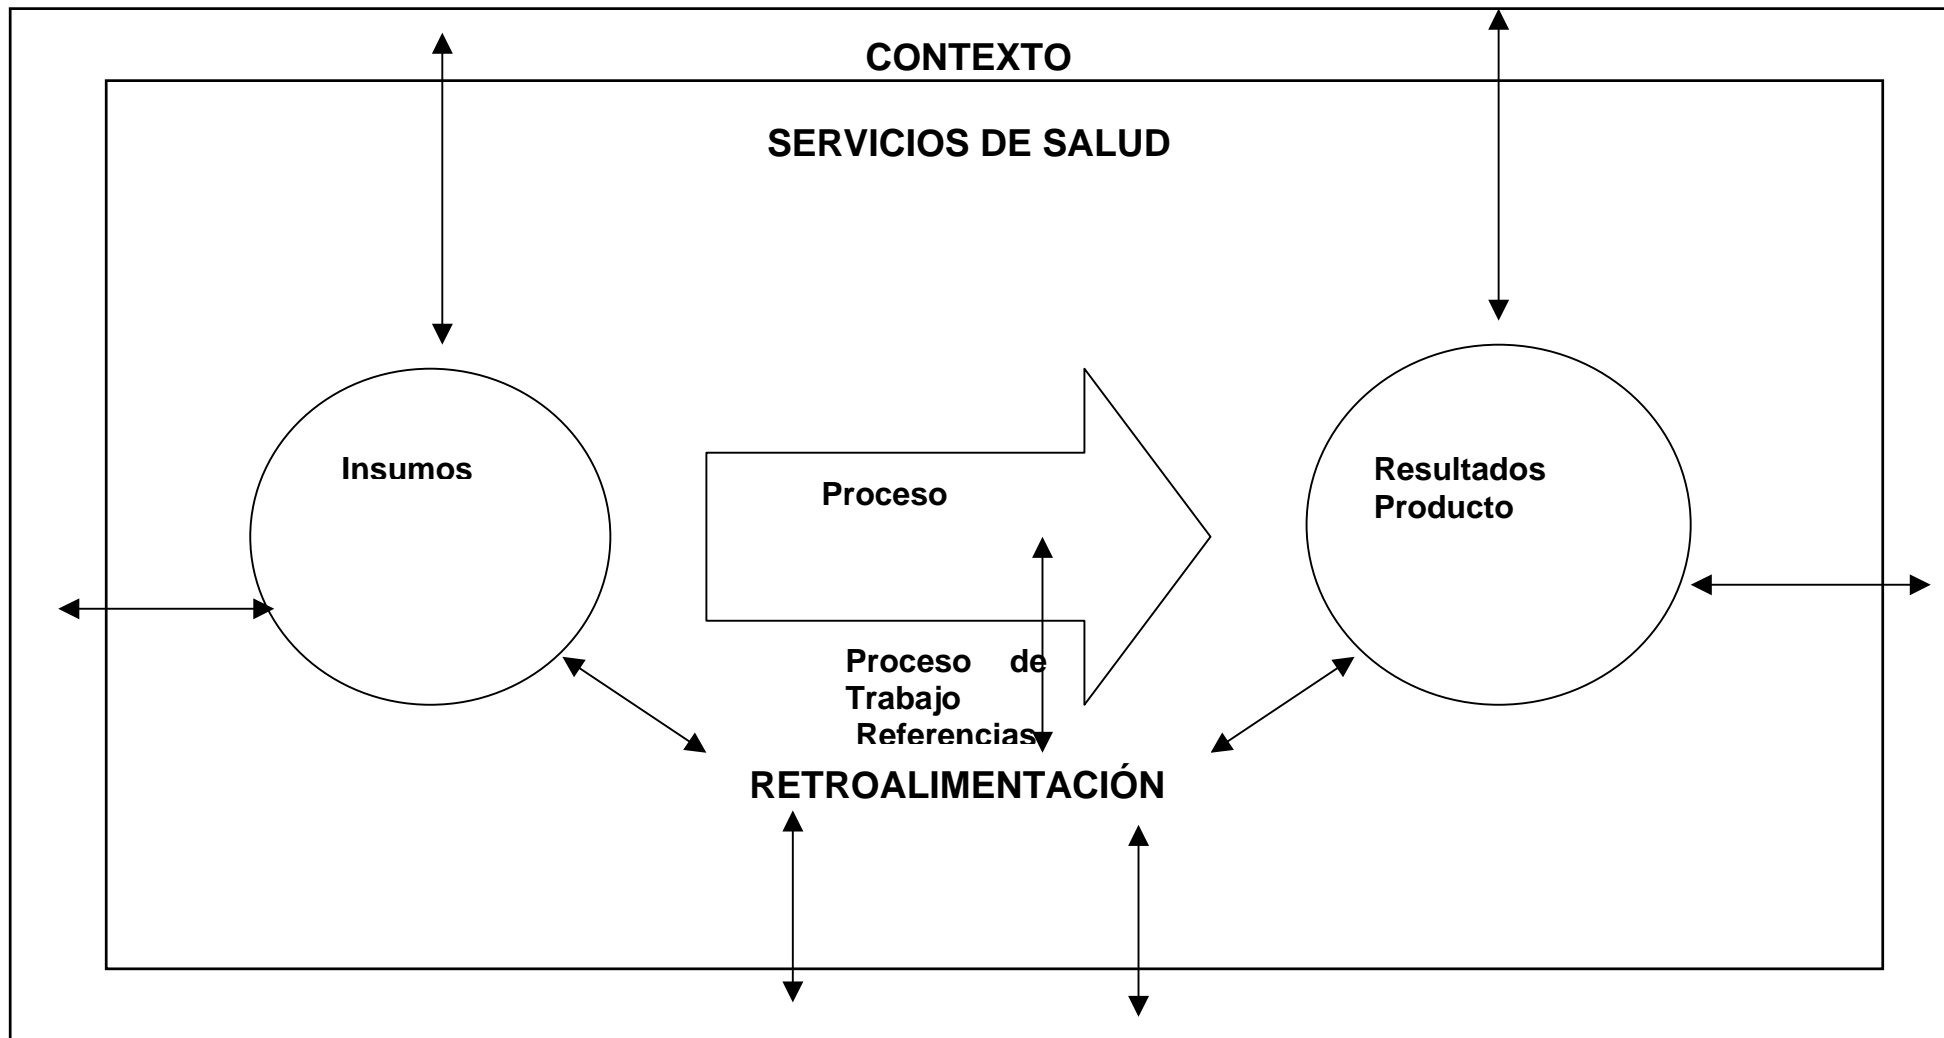 CONTEXTO
SERVICIOS DE SALUD
Insumos
Proceso
Resultados
Producto
Proceso de
Trabajo
Referencias
RETROALIMENTACIÓN